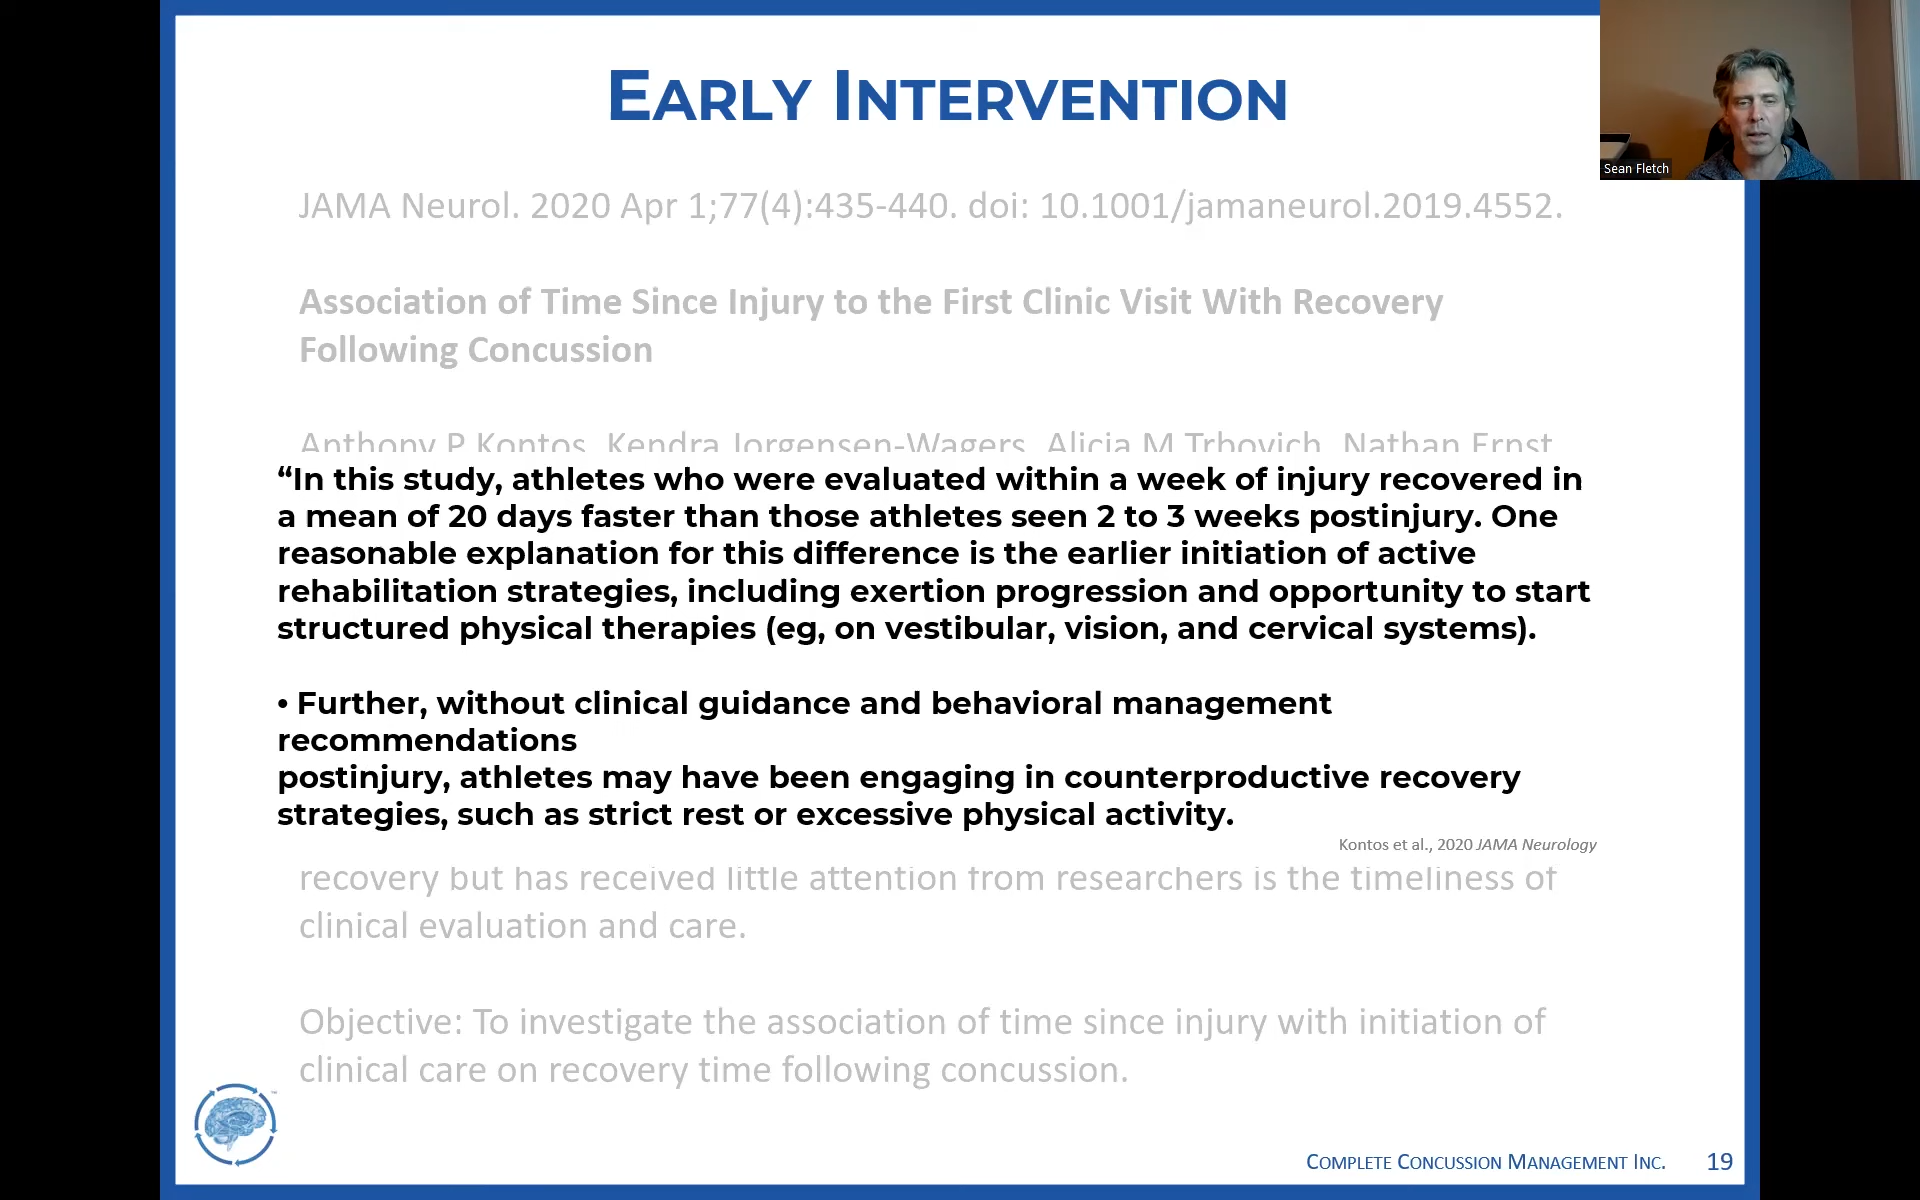 EARLY INTERVENTION
Sean Fletch
JAMA Neurol. 2020 Apr 1;77(4):435-440. doi: 10.1001/jamaneurol.2019.4552.
Association of Time Since Injury to the First Clinic Visit With Recovery
Following Concussion
Anthony P Kontos, Kendra Jorgensen-Wagers, Alicia M Trbovich, Nathan Ernst
“In this study, athletes who were evaluated within a week of injury recovered in
a mean of 20 days faster than those athletes seen 2 to 3 weeks postinjury. One
reasonable explanation for this difference is the earlier initiation of active
rehabilitation strategies, including exertion progression and opportunity to start
structured physical therapies (eg, on vestibular, vision, and cervical systems).
• Further, without clinical guidance and behavioral management
recommendations
postinjury, athletes may have been engaging in counterproductive recovery
strategies, such as strict rest or excessive physical activity.
Kontos et al., 2020 JAMA Neurology
recovery but has received little attention from researchers is the timeliness of
clinical evaluation and care.
Objective: To investigate the association of time since injury with initiation of
clinical care on recovery time following concussion.
™
COMPLETE CONCUSSION MANAGEMENT INC. 19